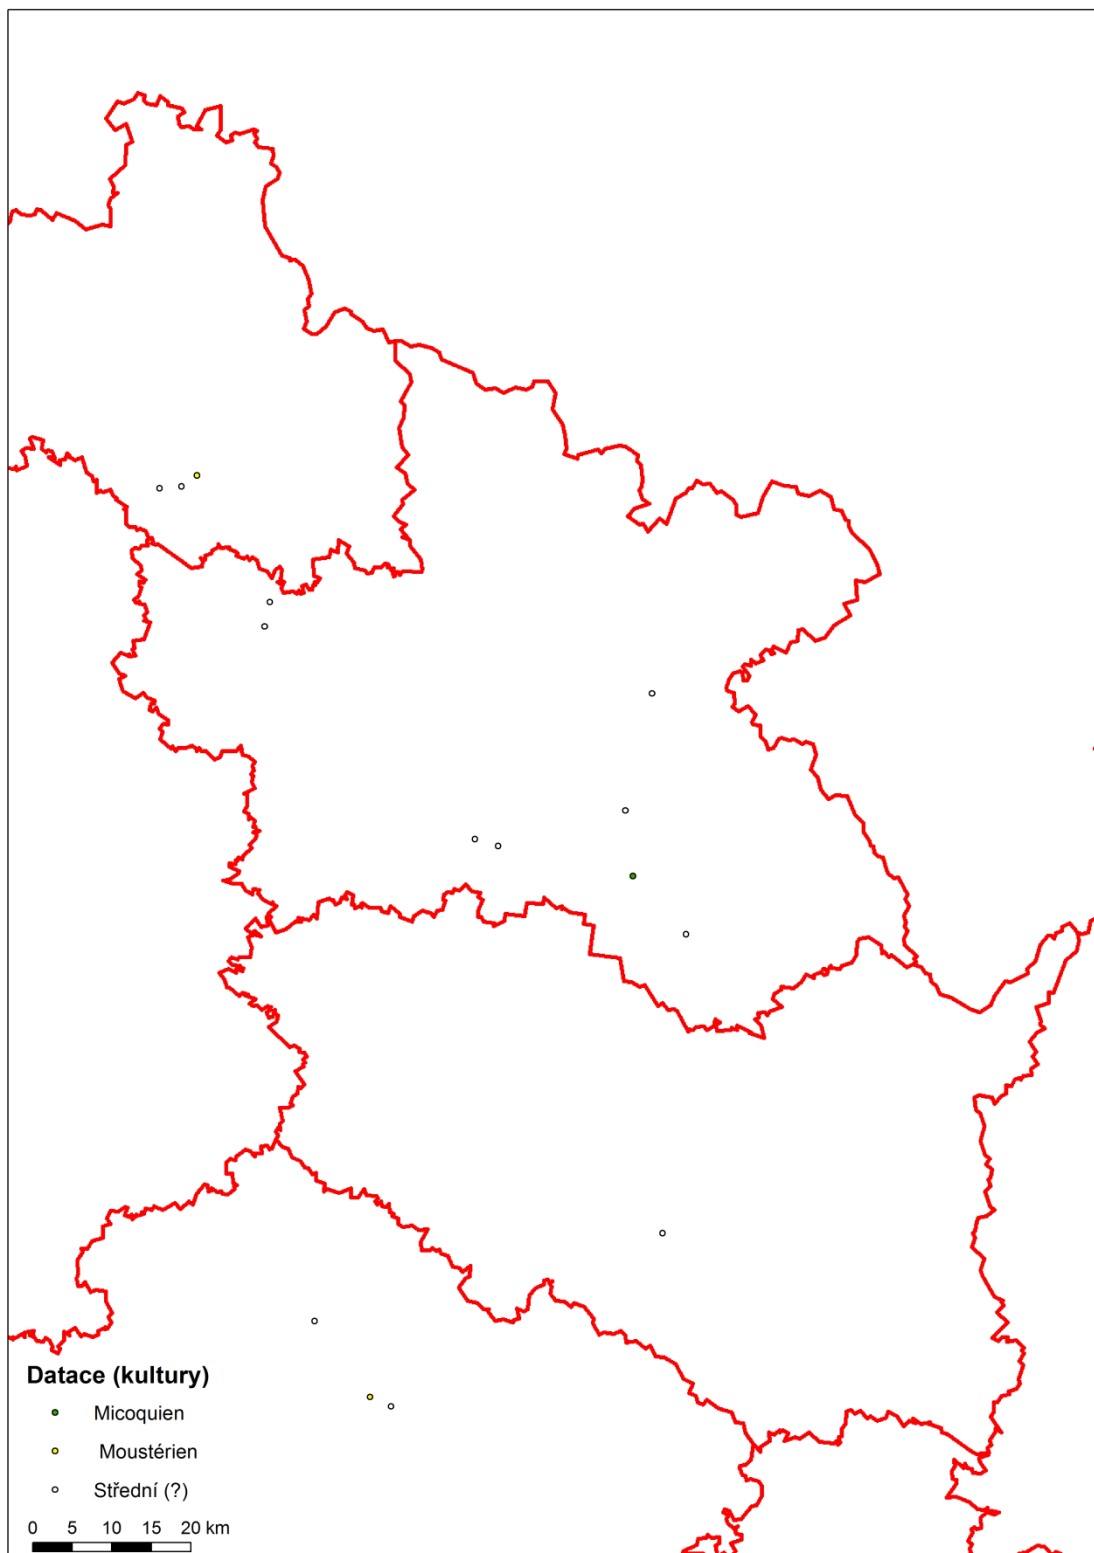 Datace (kultury)
Micoquien
Moustérien
Střední (?)
0 5 10 15 20 km